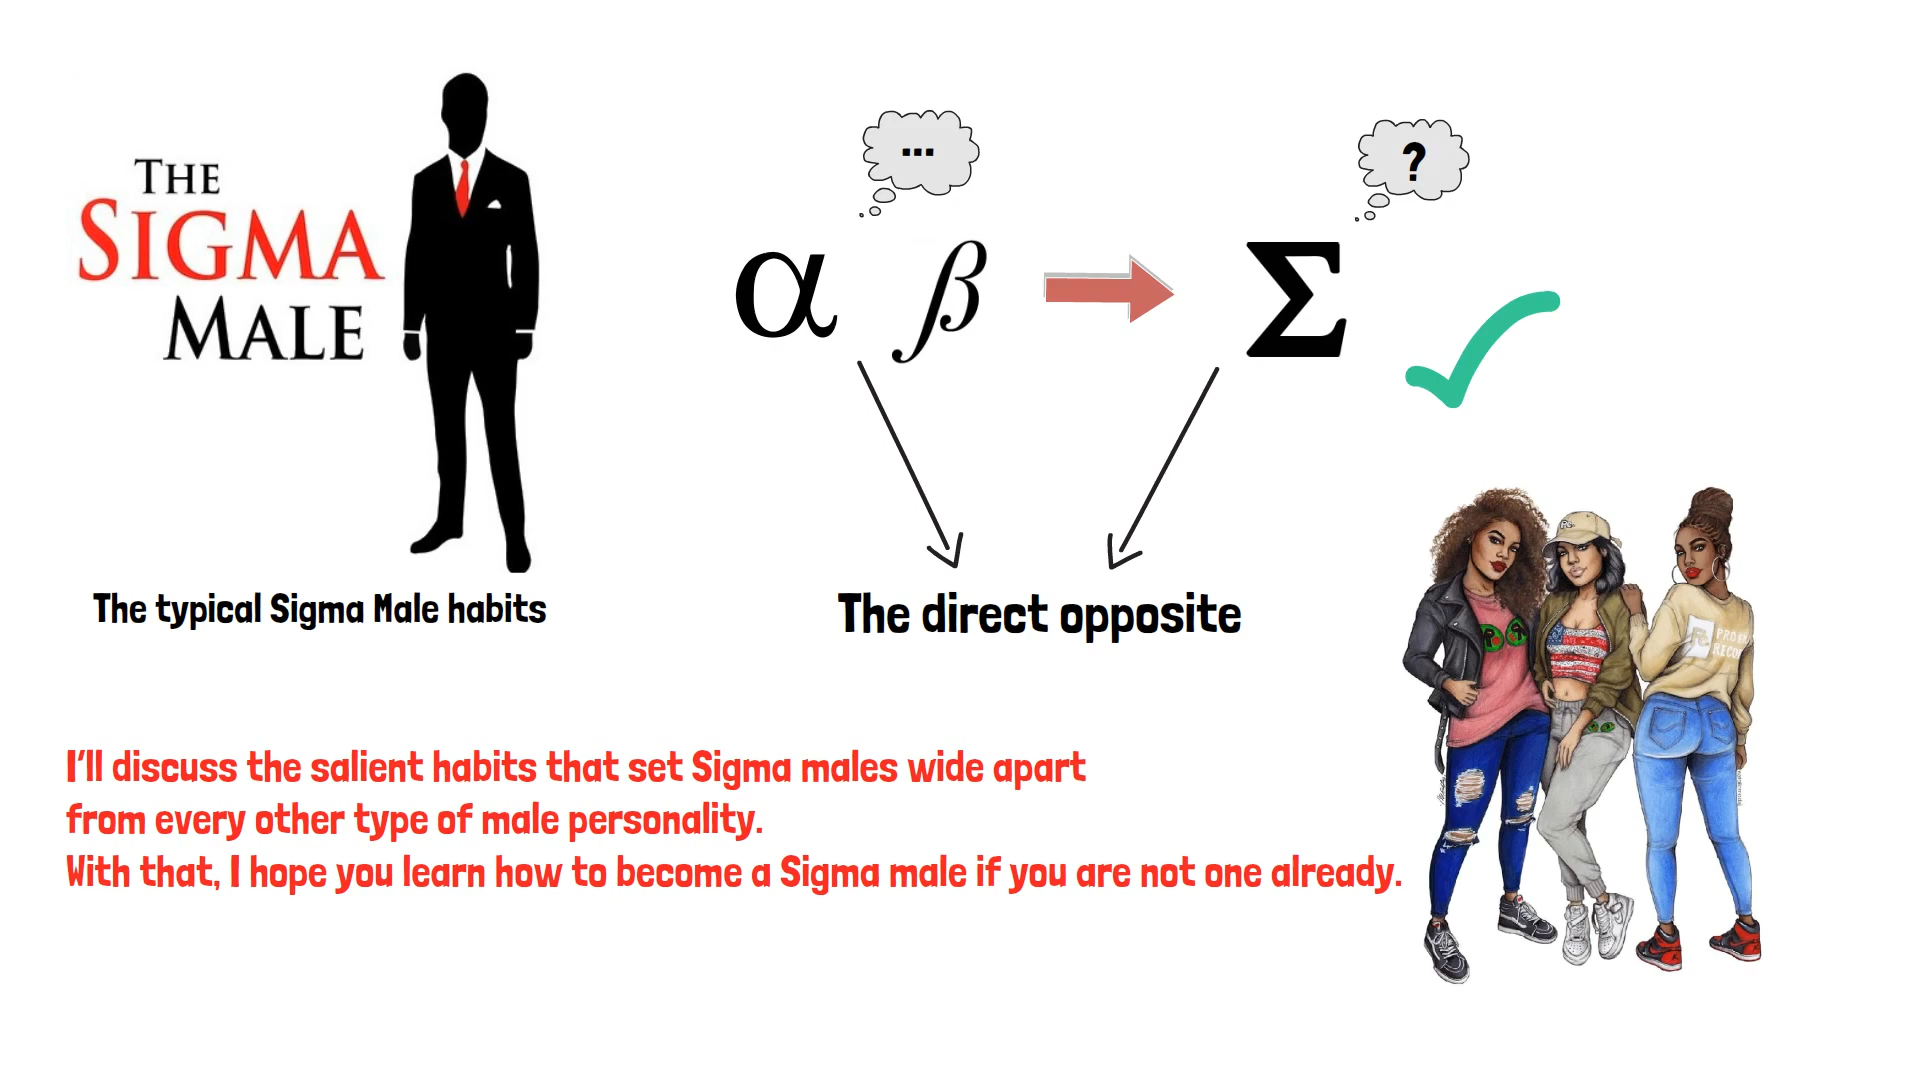 THE
SIGMA
MALE
...
?
α β
Σ
The typical Sigma Male habits
The direct opposite
I'll discuss the salient habits that set Sigma males wide apart
from every other type of male personality.
With that, I hope you learn how to become a Sigma male if you are not one already.